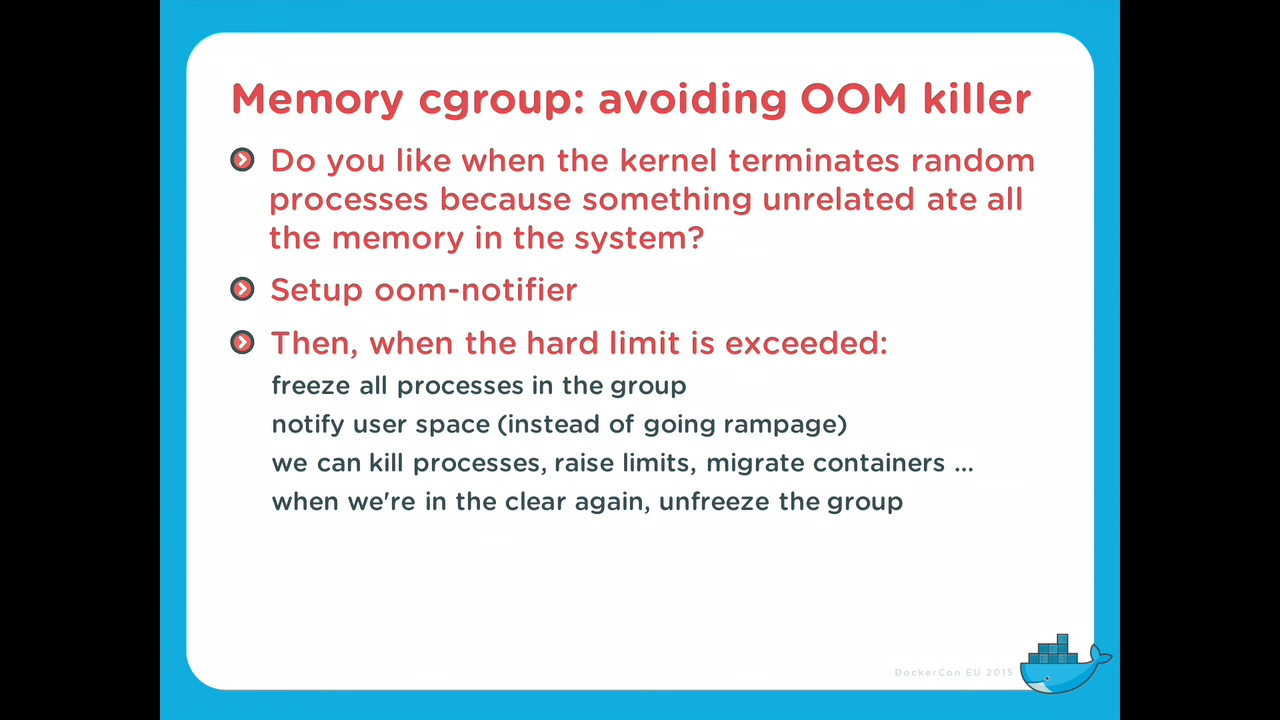 Memory cgroup: avoiding OOM killer
Do you like when the kernel terminates random
processes because something unrelated ate all
the memory in the system?
Setup oom-notifier
Then, when the hard limit is exceeded:
freeze all processes in the group
notify user space (instead of going rampage)
we can kill processes, raise limits, migrate containers ...
when we're in the clear again, unfreeze the group
DockerCon EU 2015